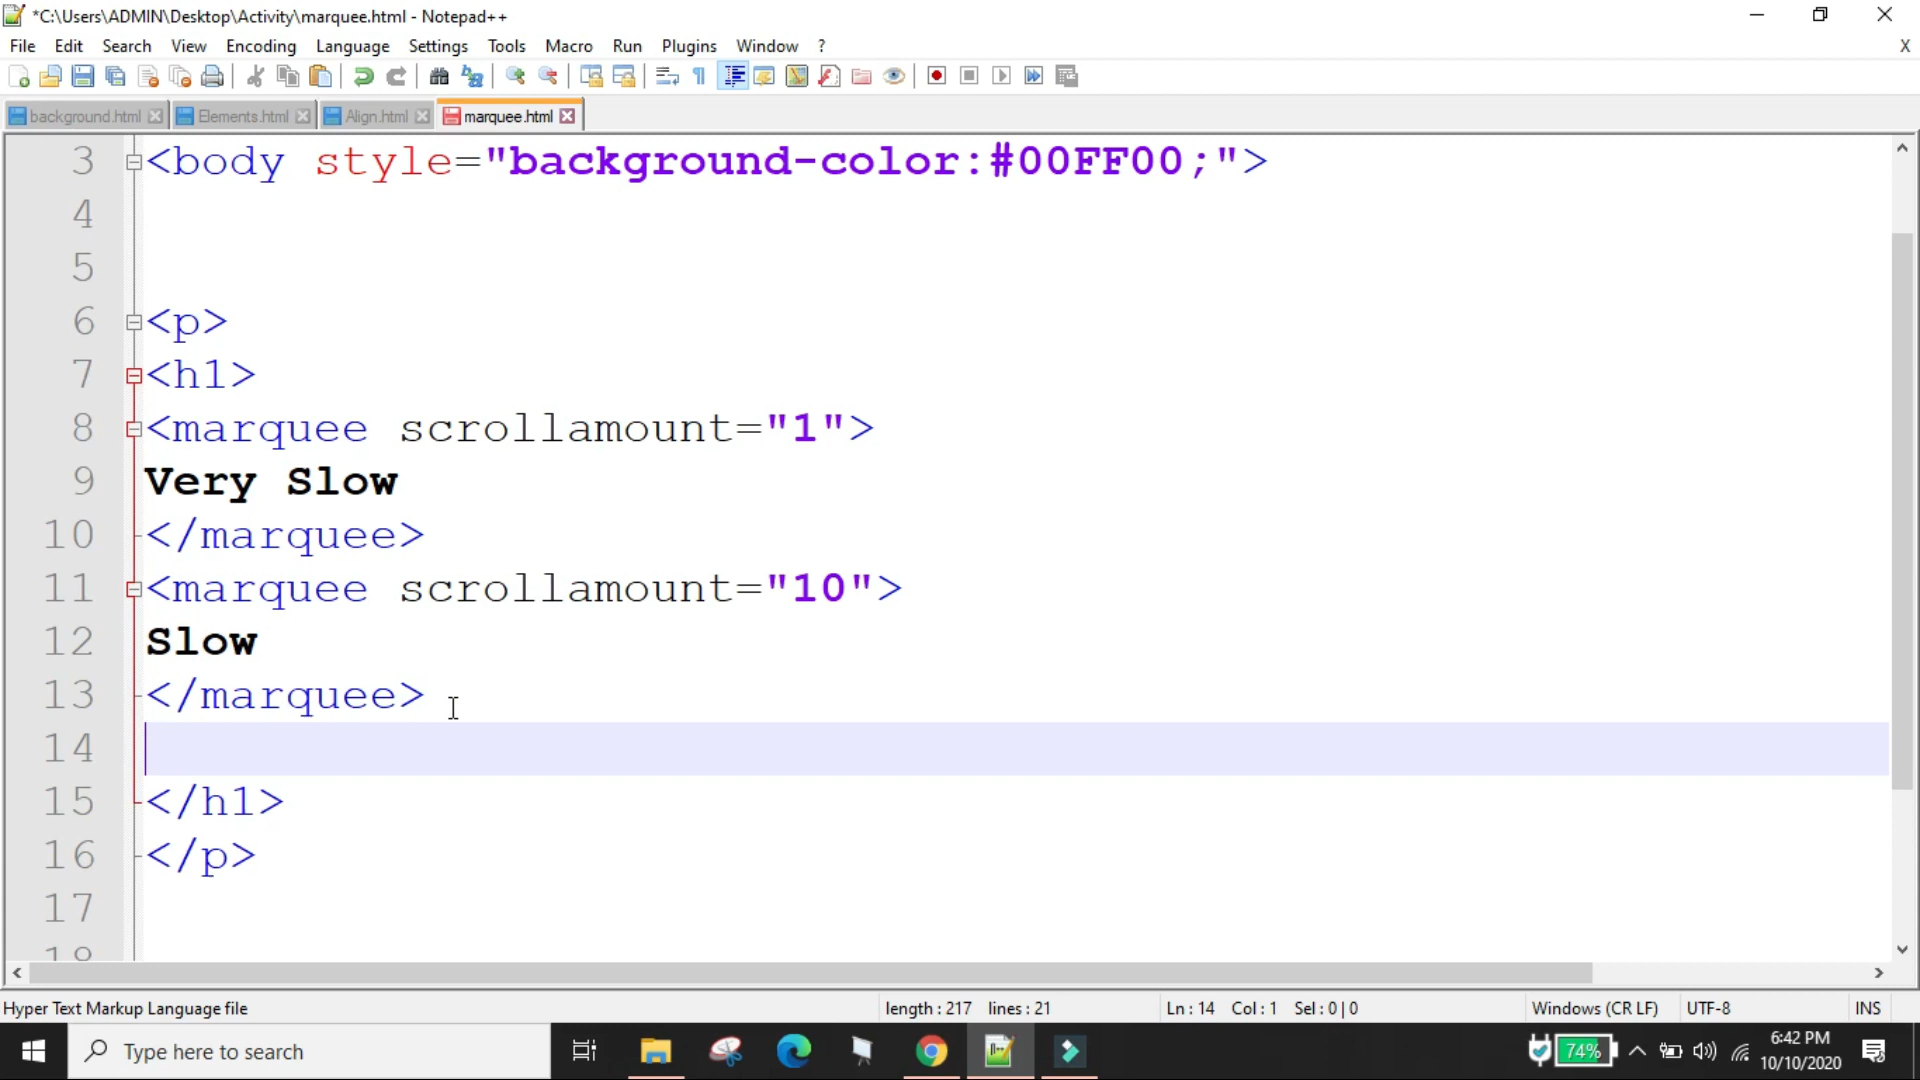 *C:\Users\ADMIN\Desktop\Activity\marquee.html - Notepad++
File Edit Search View Encoding Language Settings Tools Macro Run Plugins Window ? X
background.html Elements.html Align.html marquee.html
3 <body style="background-color:#00FF00;">
4
5
6 <p>
7 <h1>
8 <marquee scrollamount="1">
9 Very Slow
10 </marquee>
11 <marquee scrollamount="10">
12 Slow
13 </marquee>
14
15 </h1>
16 </p>
17
18
Hyper Text Markup Language file length : 217 lines : 21 Ln : 14 Col : 1 Sel : 0 | 0 Windows (CR LF) UTF-8 INS
Type here to search 74% 6:42 PM
10/10/2020